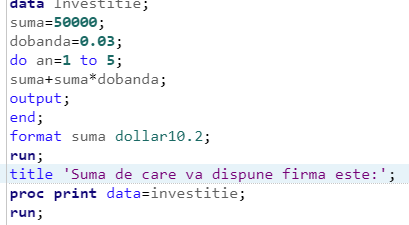 data Investitie;
suma=50000;
dobanda=0.03;
do an=1 to 5;
suma+suma*dobanda;
output;
end;
format suma dollar10.2;
run;
title 'Suma de care va dispune firma este:';
proc print data=investitie;
run;